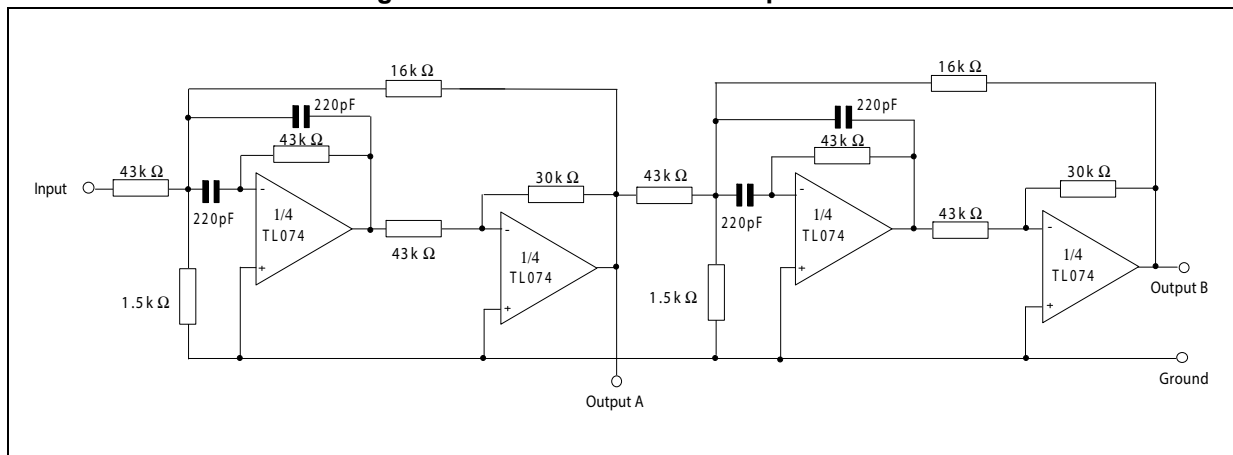 16k Ω
16k Ω
220pF
220pF
43k Ω
43k Ω
43k Ω
30k Ω
43k Ω
30k Ω
Input
220pF
1/4
TL074
43k Ω
1/4
TL074
220pF
1/4
TL074
43k Ω
1/4
TL074
1.5k Ω
1.5k Ω
Output B
Ground
Output A